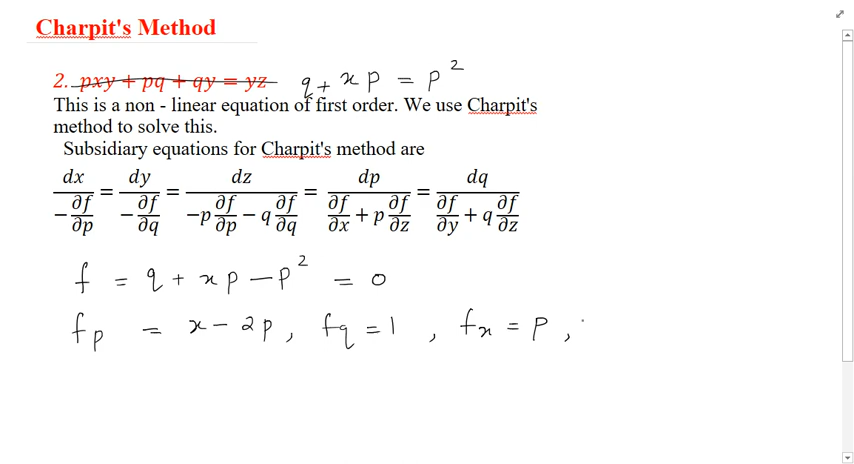 Charpit's Method
2. pxy + pq + qy = yz q + xp = p²
This is a non - linear equation of first order. We use Charpit's
method to solve this.
Subsidiary equations for Charpit's method are
dx/(-∂f/∂p) = dy/(-∂f/∂q) = dz/(-p ∂f/∂p - q ∂f/∂q) = dp/(∂f/∂x + p ∂f/∂z) = dq/(∂f/∂y + q ∂f/∂z)
f = q + xp - p² = 0
fp = x - 2p, fq = 1, fx = p,